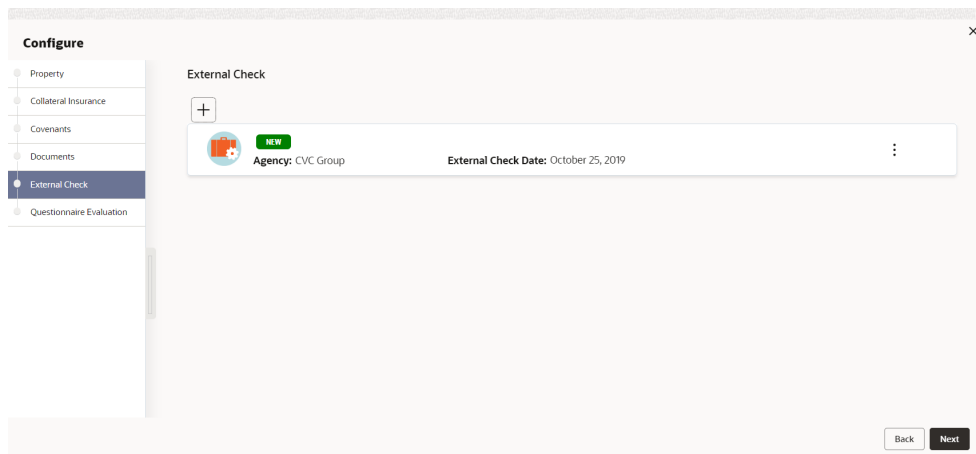 Configure
Property
Collateral Insurance
Covenants
Documents
External Check
Questionnaire Evaluation
External Check
NEW
Agency: CVC Group External Check Date: October 25, 2019
Back Next